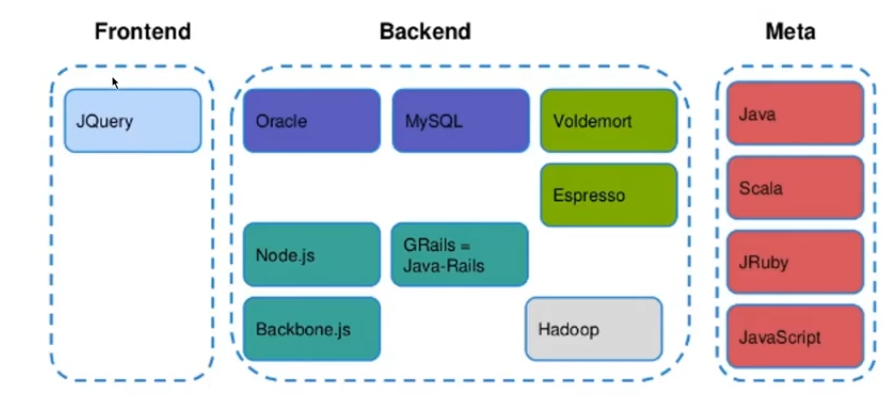 Frontend
Backend
Meta
JQuery
Oracle
MySQL
Voldemort
Espresso
Node.js
GRails =
Java-Rails
Backbone.js
Hadoop
Java
Scala
JRuby
JavaScript